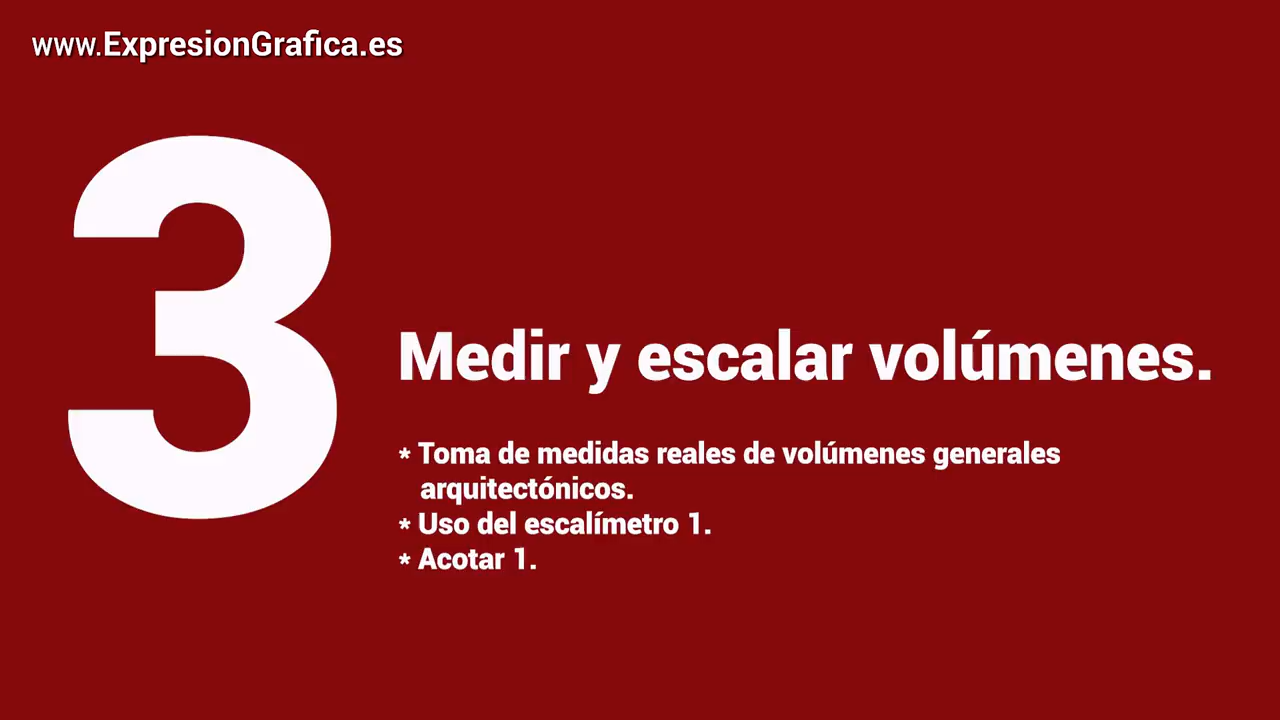 www.ExpresionGrafica.es
3
Medir y escalar volúmenes.
* Toma de medidas reales de volúmenes generales
arquitectónicos.
* Uso del escalímetro 1.
* Acotar 1.